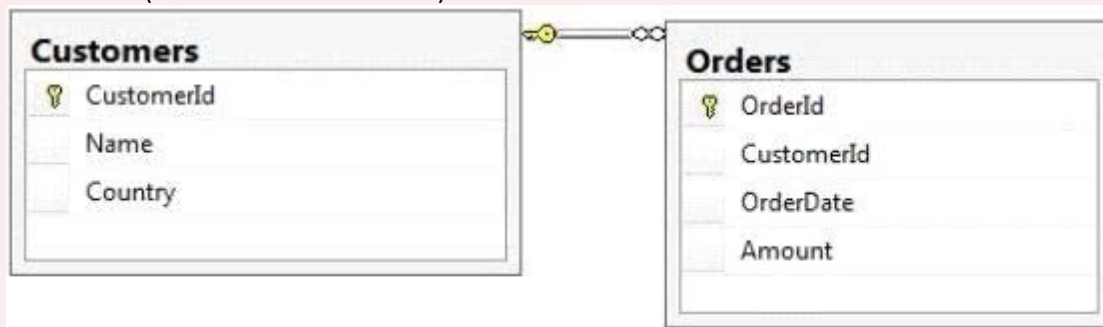 Customers
CustomerId
Name
Country
Orders
OrderId
CustomerId
OrderDate
Amount